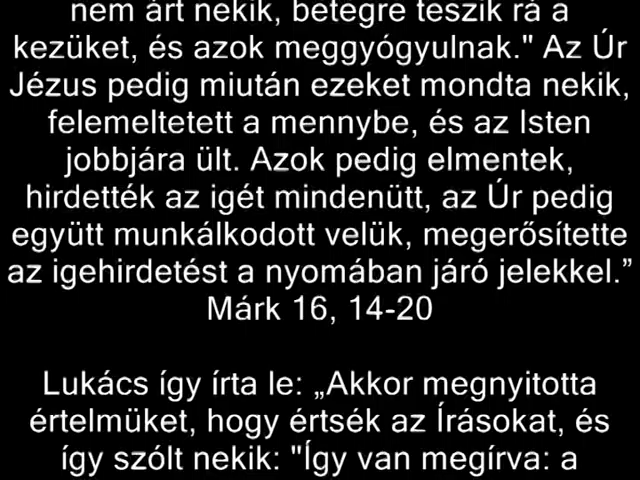 nem árt nekik, betegre teszik rá a
kezüket, és azok meggyógyulnak." Az Úr
Jézus pedig miután ezeket mondta nekik,
felemeltetett a mennybe, és az Isten
jobbjára ült. Azok pedig elmentek,
hirdették az igét mindenütt, az Úr pedig
együtt munkálkodott velük, megerősítette
az igehirdetést a nyomában járó jelekkel.”
Márk 16, 14-20
Lukács így írta le: „Akkor megnyitotta
értelmüket, hogy értsék az Írásokat, és
így szólt nekik: "Így van megírva: a